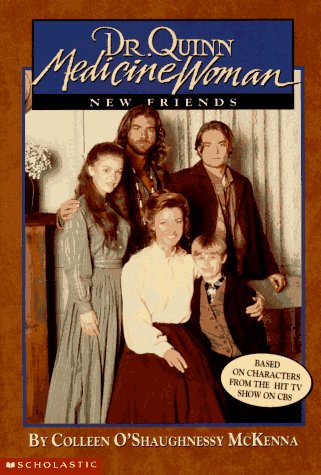 DR. QUINN
Medicine Woman
NEW FRIENDS
BASED
ON CHARACTERS
FROM THE HIT TV
SHOW ON CBS
BY COLLEEN O'SHAUGHNESSY MCKENNA
SCHOLASTIC